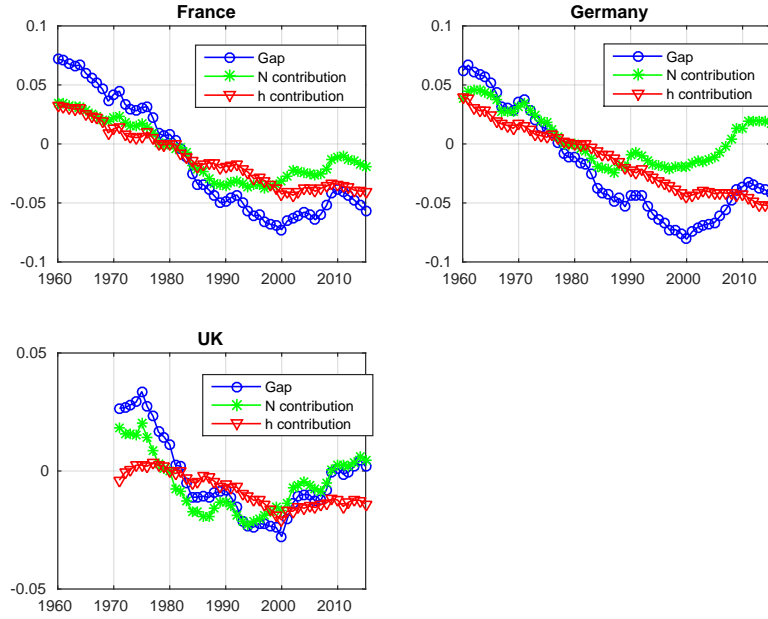 France
0.1
0.05
0
-0.05
-0.1
1960 1970 1980 1990 2000 2010
Gap
N contribution
h contribution
Germany
0.1
0.05
0
-0.05
-0.1
1960 1970 1980 1990 2000 2010
Gap
N contribution
h contribution
UK
0.05
0
-0.05
1960 1970 1980 1990 2000 2010
Gap
N contribution
h contribution